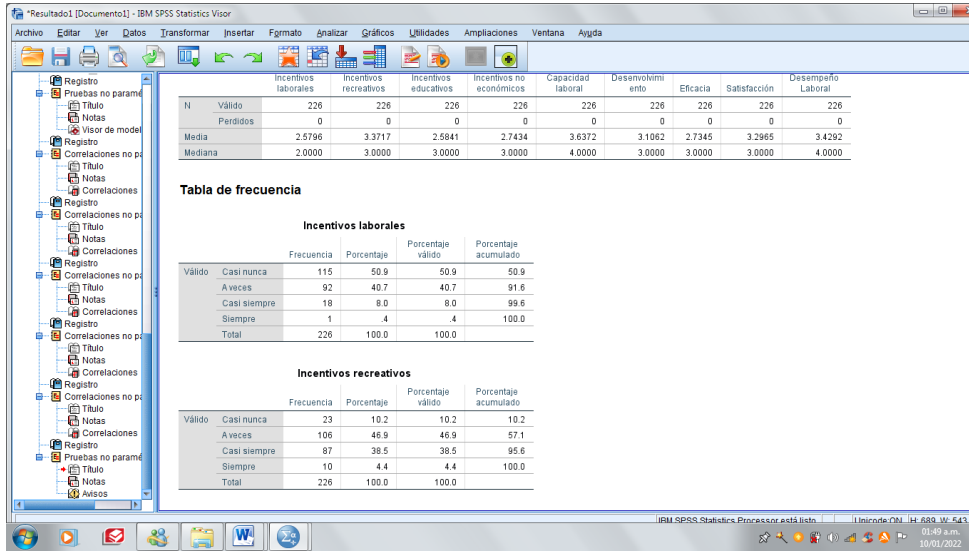 *Resultado1 [Documento1] - IBM SPSS Statistics Visor
Archivo Editar Ver Datos Transformar Insertar Formato Analizar Gráficos Utilidades Ampliaciones Ventana Ayuda
Registro
Pruebas no paramé
Título
Notas
Visor de model
Registro
Correlaciones no pa
Título
Notas
Correlaciones
Registro
Correlaciones no pa
Título
Notas
Correlaciones
Registro
Correlaciones no pa
Título
Notas
Correlaciones
Registro
Correlaciones no pa
Título
Notas
Correlaciones
Registro
Correlaciones no pa
Título
Notas
Correlaciones
Registro
Pruebas no paramé
Título
Notas
Avisos
Incentivos laborales Incentivos recreativos Incentivos educativos Incentivos no económicos Capacidad laboral Desenvolvimiento Eficacia Satisfacción Desempeño Laboral
N Válido 226 226 226 226 226 226 226 226 226
Perdidos 0 0 0 0 0 0 0 0 0
Media 2.5796 3.3717 2.5841 2.7434 3.6372 3.1062 2.7345 3.2965 3.4292
Mediana 2.0000 3.0000 3.0000 3.0000 4.0000 3.0000 3.0000 3.0000 4.0000
Tabla de frecuencia
Incentivos laborales
Frecuencia Porcentaje Porcentaje válido Porcentaje acumulado
Válido Casi nunca 115 50.9 50.9 50.9
A veces 92 40.7 40.7 91.6
Casi siempre 18 8.0 8.0 99.6
Siempre 1 .4 .4 100.0
Total 226 100.0 100.0
Incentivos recreativos
Frecuencia Porcentaje Porcentaje válido Porcentaje acumulado
Válido Casi nunca 23 10.2 10.2 10.2
A veces 106 46.9 46.9 57.1
Casi siempre 87 38.5 38.5 95.6
Siempre 10 4.4 4.4 100.0
Total 226 100.0 100.0
IBM SPSS Statistics Processor está listo Unicode:ON H: 689, W: 543
01:49 a.m.
10/01/2022